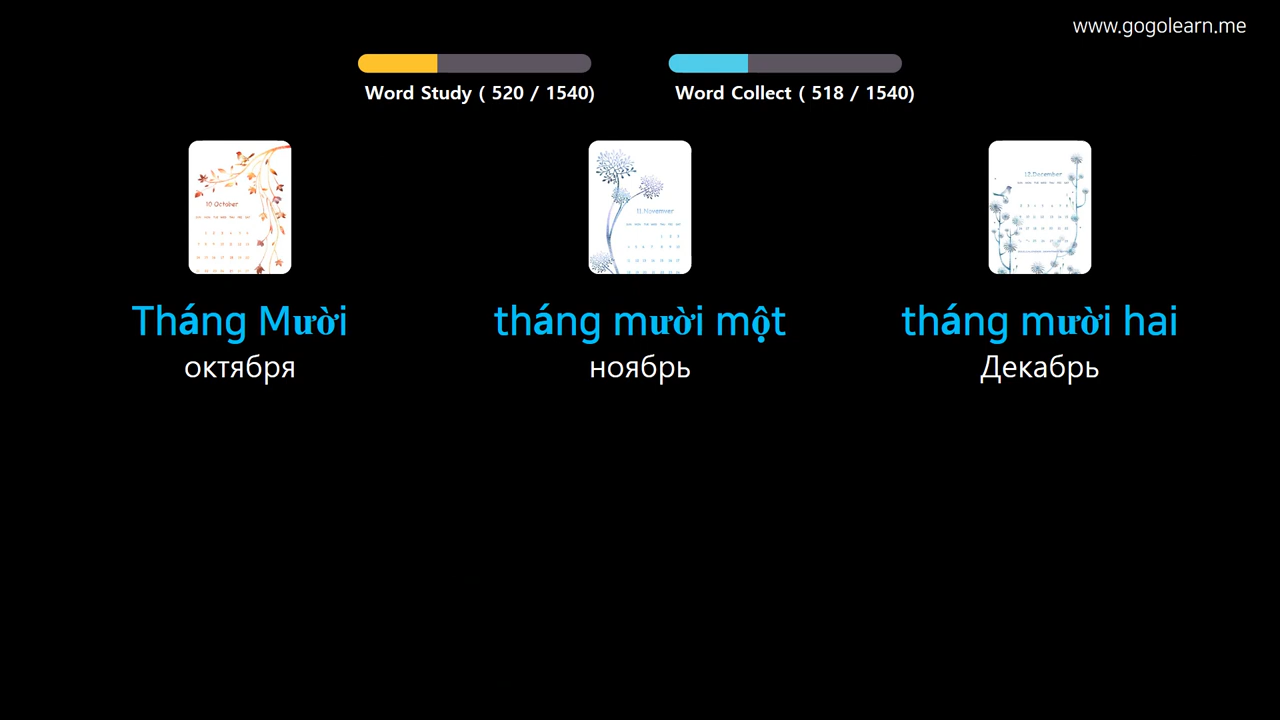 www.gogolearn.me
Word Study ( 520 / 1540)
Word Collect ( 518 / 1540)
10 October
11.November
12.December
Tháng Mười
tháng mười một
tháng mười hai
октября
ноябрь
Декабрь